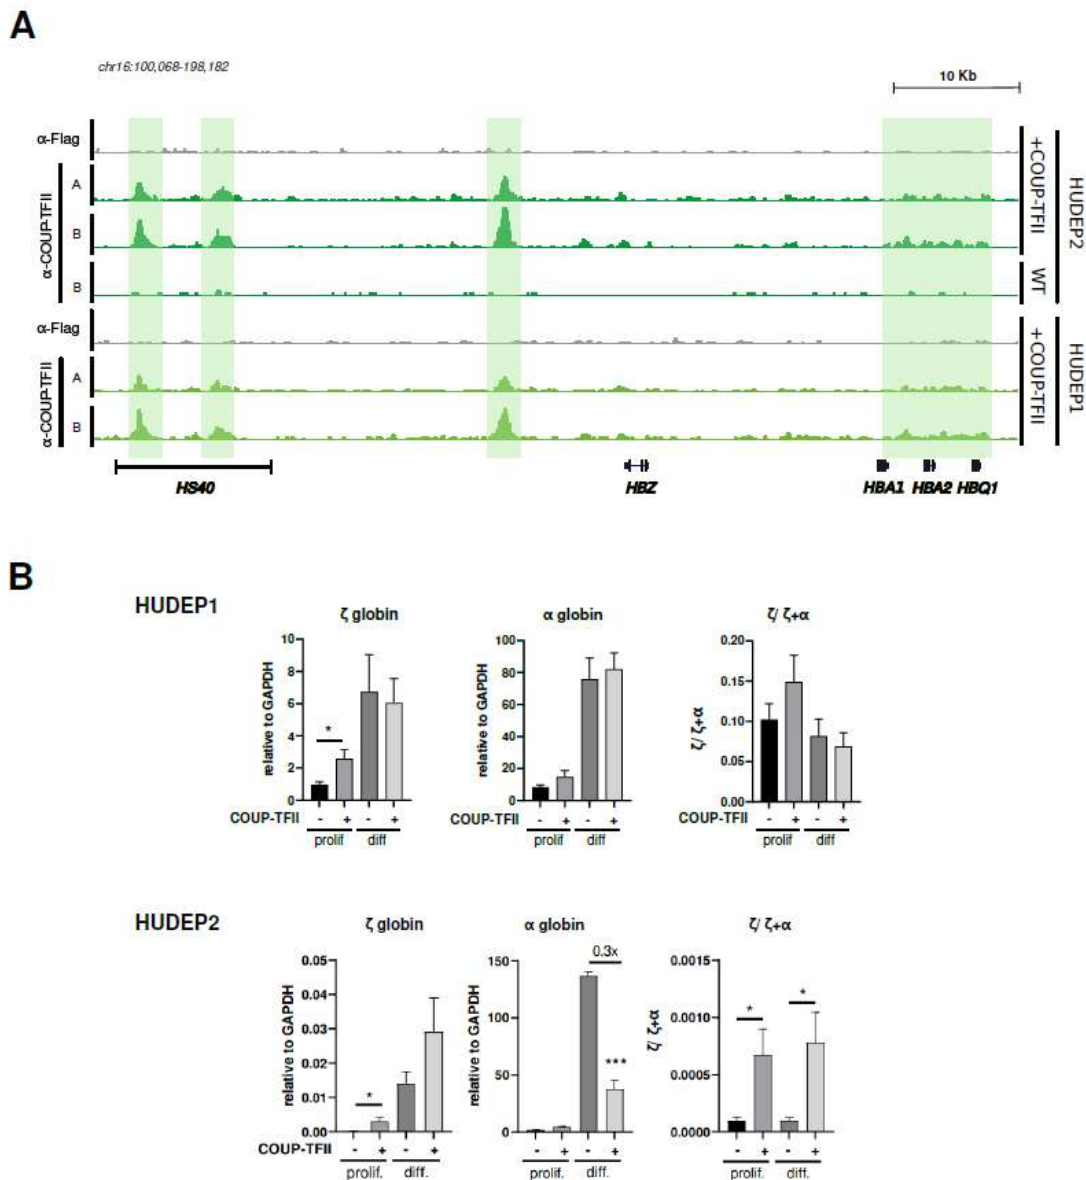 A
chr16:100,068-198,182
10 Kb
α-Flag
α-COUP-TFII
A
B
B
α-Flag
α-COUP-TFII
A
B
+COUP-TFII
WT
+COUP-TFII
HUDEP2
HUDEP1
HS40
HBZ
HBA1 HBA2 HBQ1
B
HUDEP1
ζ globin
relative to GAPDH
10
8
6
4
2
0
*
COUP-TFII - + - +
prolif diff
α globin
relative to GAPDH
100
80
60
40
20
0
COUP-TFII - + - +
prolif diff
ζ/ ζ+α
ζ/ ζ+α
0.20
0.15
0.10
0.05
0.00
COUP-TFII - + - +
prolif diff
HUDEP2
ζ globin
relative to GAPDH
0.05
0.04
0.03
0.02
0.01
0.00
*
COUP-TFII - + - +
prolif. diff.
α globin
relative to GAPDH
150
100
50
0
0.3x
***
- + - +
prolif. diff.
ζ/ ζ+α
ζ/ ζ+α
0.0015
0.0010
0.0005
0.0000
* *
- + - +
prolif. diff.